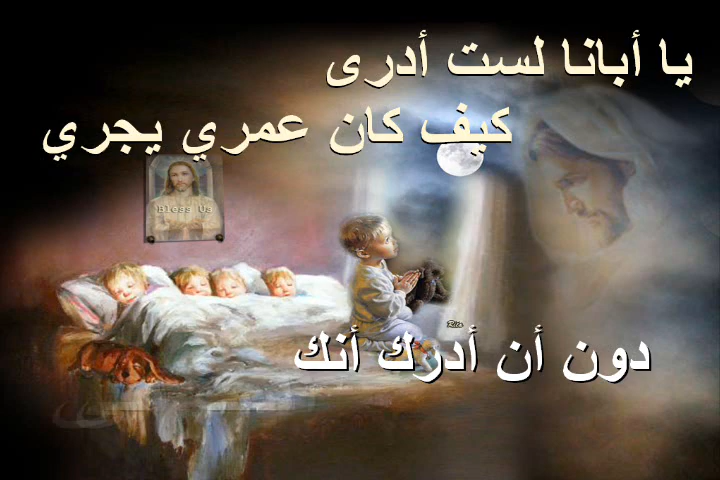 يا أبانا لست أدرى
كيف كان عمري يجري
Bless Us
دون أن أدرك أنك